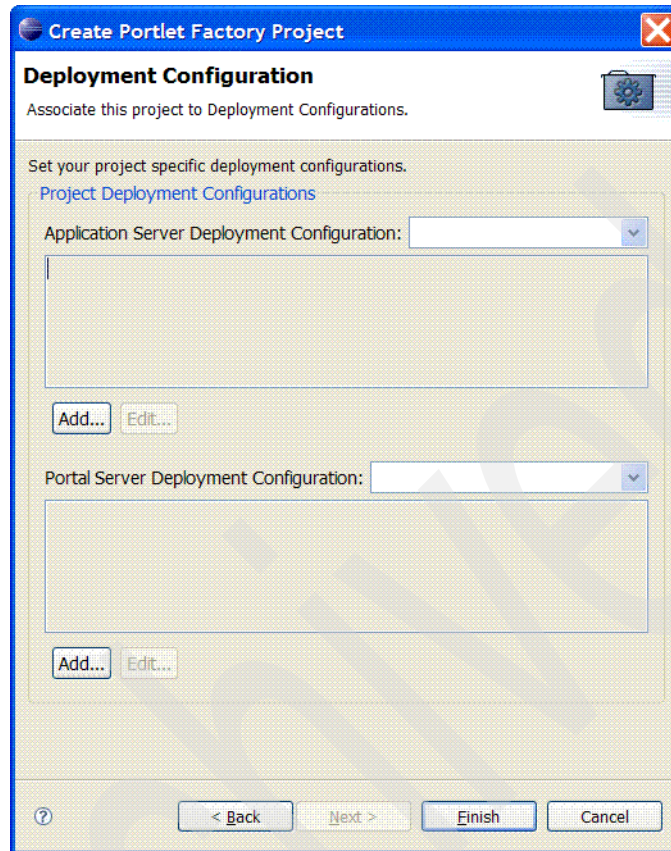 Create Portlet Factory Project
Deployment Configuration
Associate this project to Deployment Configurations.
Set your project specific deployment configurations.
Project Deployment Configurations
Application Server Deployment Configuration:
Add... Edit...
Portal Server Deployment Configuration:
Add... Edit...
? < Back Next > Finish Cancel